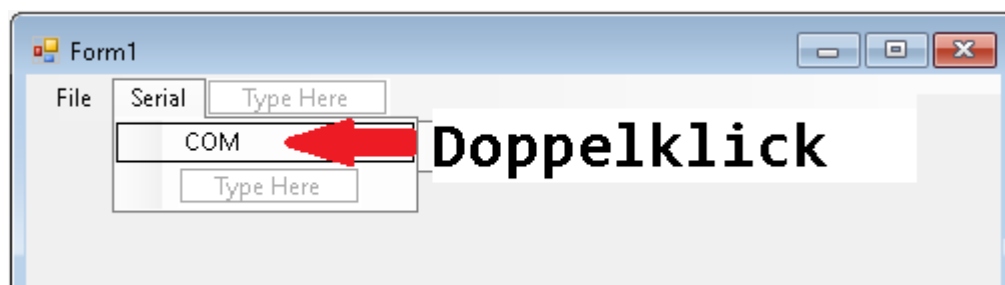 Form1
File Serial Type Here
COM
Doppelklick
Type Here